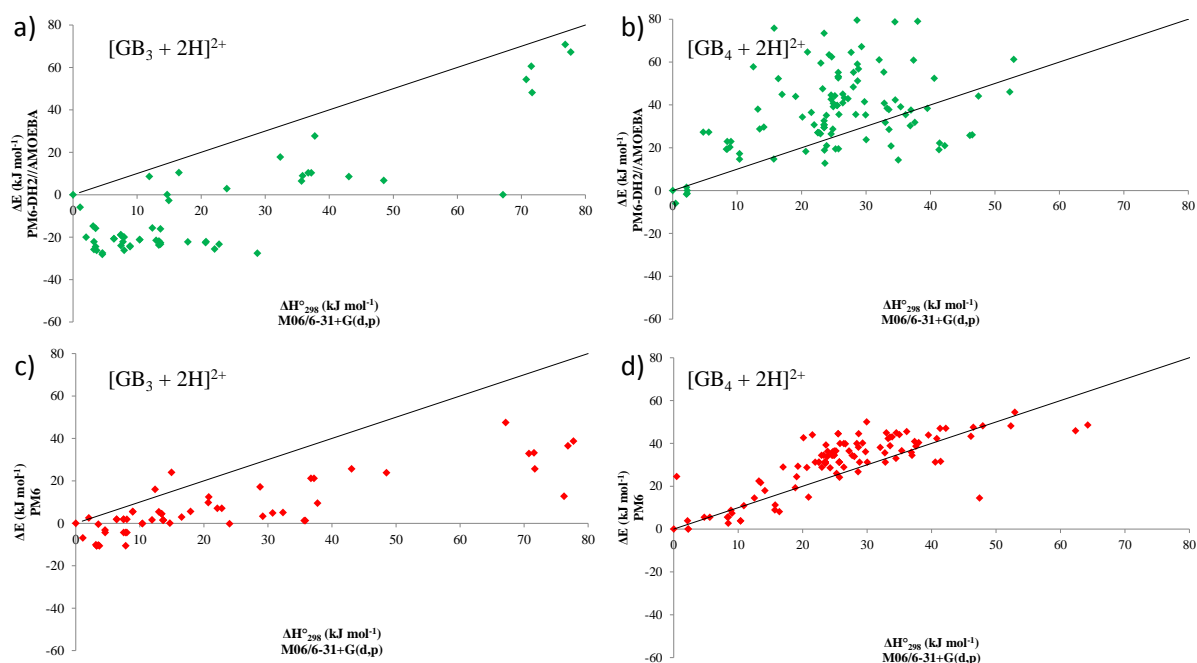 a)
[GB₃ + 2H]²⁺
80
60
40
20
0
-20
-40
-60
0 10 20 30 40 50 60 70 80
ΔE (kJ mol⁻¹)
PM6-DH2//AMOEBA
ΔH°₂₉₈ (kJ mol⁻¹)
M06/6-31+G(d,p)
b)
[GB₄ + 2H]²⁺
80
60
40
20
0
-20
-40
-60
0 10 20 30 40 50 60 70 80
ΔE (kJ mol⁻¹)
PM6-DH2//AMOEBA
ΔH°₂₉₈ (kJ mol⁻¹)
M06/6-31+G(d,p)
c)
[GB₃ + 2H]²⁺
80
60
40
20
0
-20
-40
-60
0 10 20 30 40 50 60 70 80
ΔE (kJ mol⁻¹)
PM6
ΔH°₂₉₈ (kJ mol⁻¹)
M06/6-31+G(d,p)
d)
[GB₄ + 2H]²⁺
80
60
40
20
0
-20
-40
-60
0 10 20 30 40 50 60 70 80
ΔE (kJ mol⁻¹)
PM6
ΔH°₂₉₈ (kJ mol⁻¹)
M06/6-31+G(d,p)